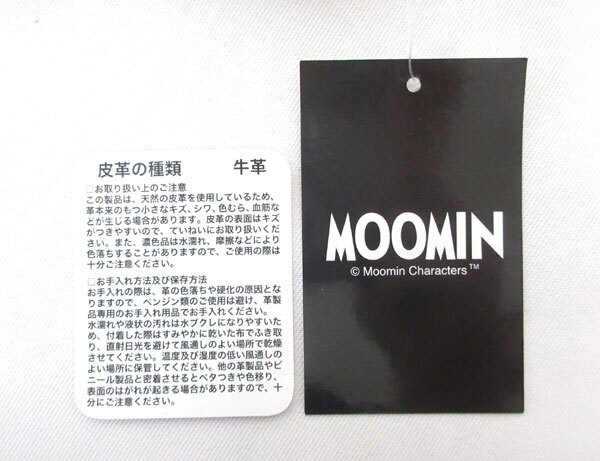 皮革の種類 牛革
□お取り扱い上のご注意
この製品は、天然の皮革を使用しているため、
革本来のもつ小さなキズ、シワ、色むら、血筋な
どが生じる場合があります。皮革の表面はキズ
がつきやすいので、ていねいにお取り扱いくだ
さい。また、濃色品は水濡れ、摩擦などにより
色落ちすることがありますので、ご使用の際は
十分ご注意ください。
□お手入れ方法及び保存方法
お手入れの際は、革の色落ちや硬化の原因とな
りますので、ベンジン類のご使用は避け、革製
品専用のお手入れ用品でお手入れください。
水濡れや液状の汚れは水ブクレになりやすいた
め、付着した際はすみやかに乾いた布でふき取
り、直射日光を避けて風通しのよい場所で乾燥
させてください。温度及び湿度の低い風通しの
よい場所に保管してください。他の革製品やビ
ニール製品と密着させるとベタつきや色移り、
表面のはがれが起きる場合がありますので、十
分にご注意ください。
MOOMIN
© Moomin Characters™